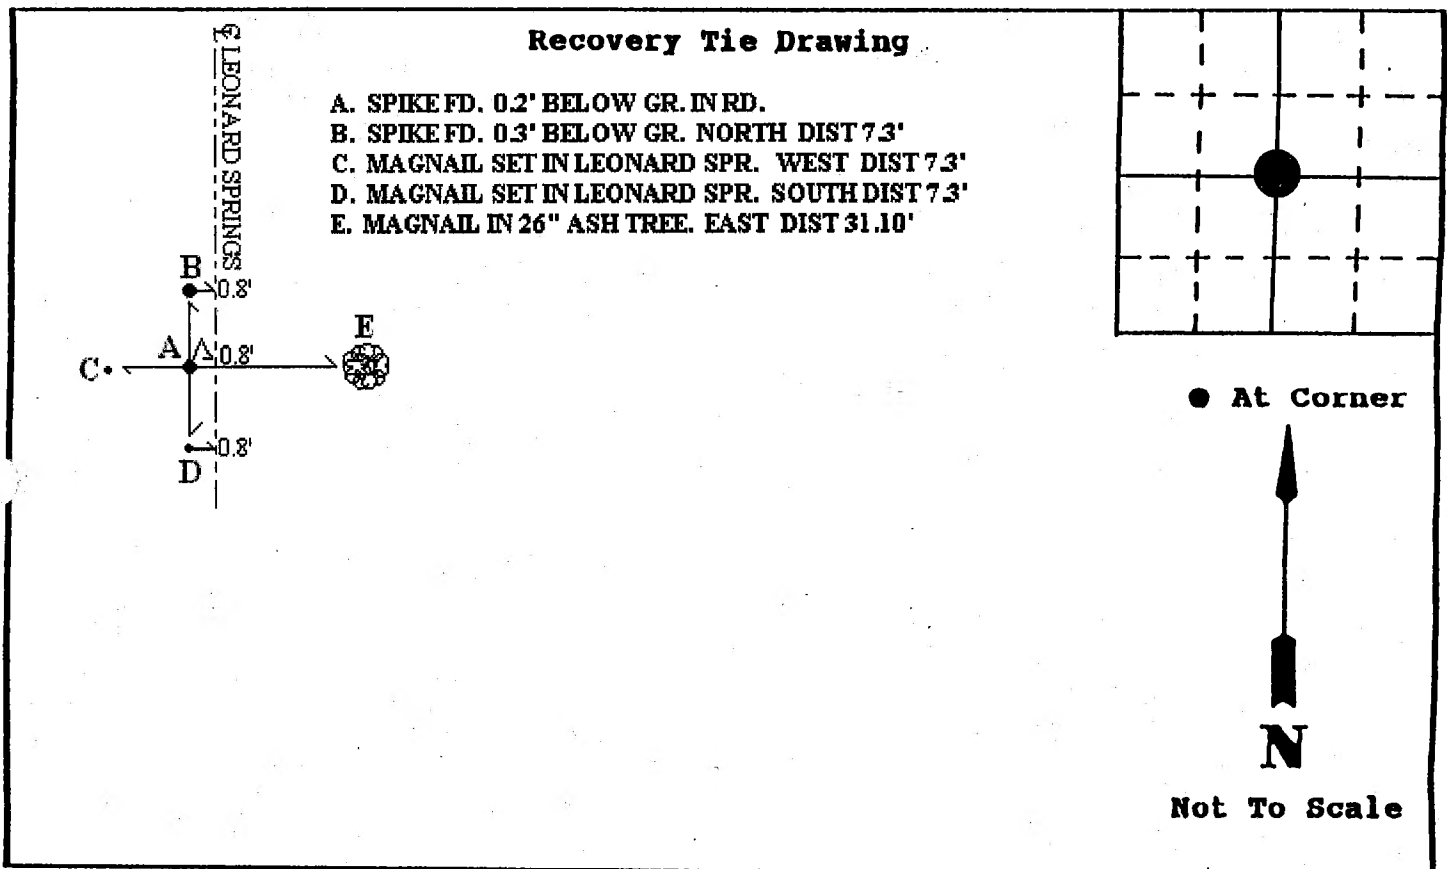 Recovery Tie Drawing
℄ LEONARD SPRINGS
A. SPIKE FD. 0.2' BELOW GR. IN RD.
B. SPIKE FD. 0.3' BELOW GR. NORTH DIST 7.3'
C. MAGNAIL SET IN LEONARD SPR. WEST DIST 7.3'
D. MAGNAIL SET IN LEONARD SPR. SOUTH DIST 7.3'
E. MAGNAIL IN 26" ASH TREE. EAST DIST 31.10'
B
0.8'
E
A
0.8'
C
0.8'
D
At Corner
N
Not To Scale